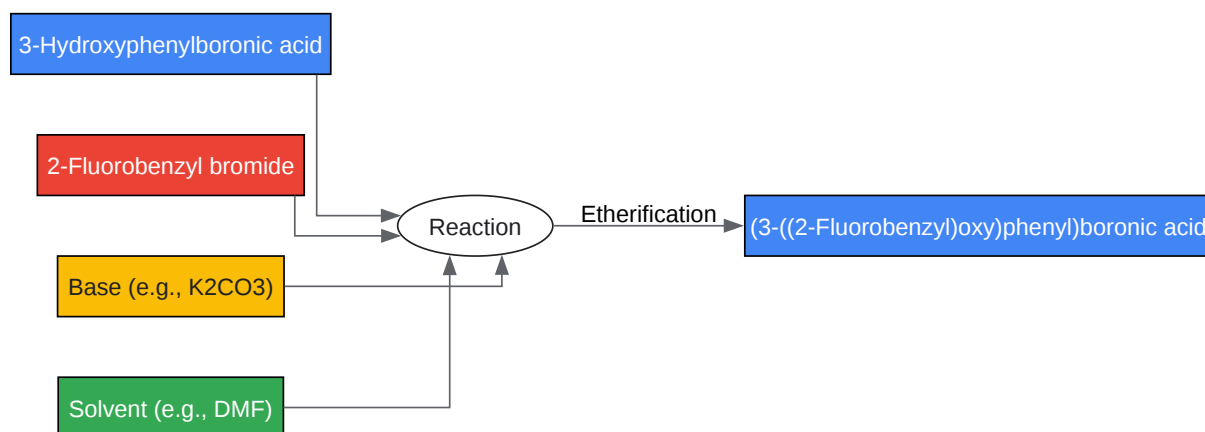 3-Hydroxyphenylboronic acid
2-Fluorobenzyl bromide
Base (e.g., K2CO3)
Solvent (e.g., DMF)
Reaction
Etherification
(3-((2-Fluorobenzyl)oxy)phenyl)boronic acid